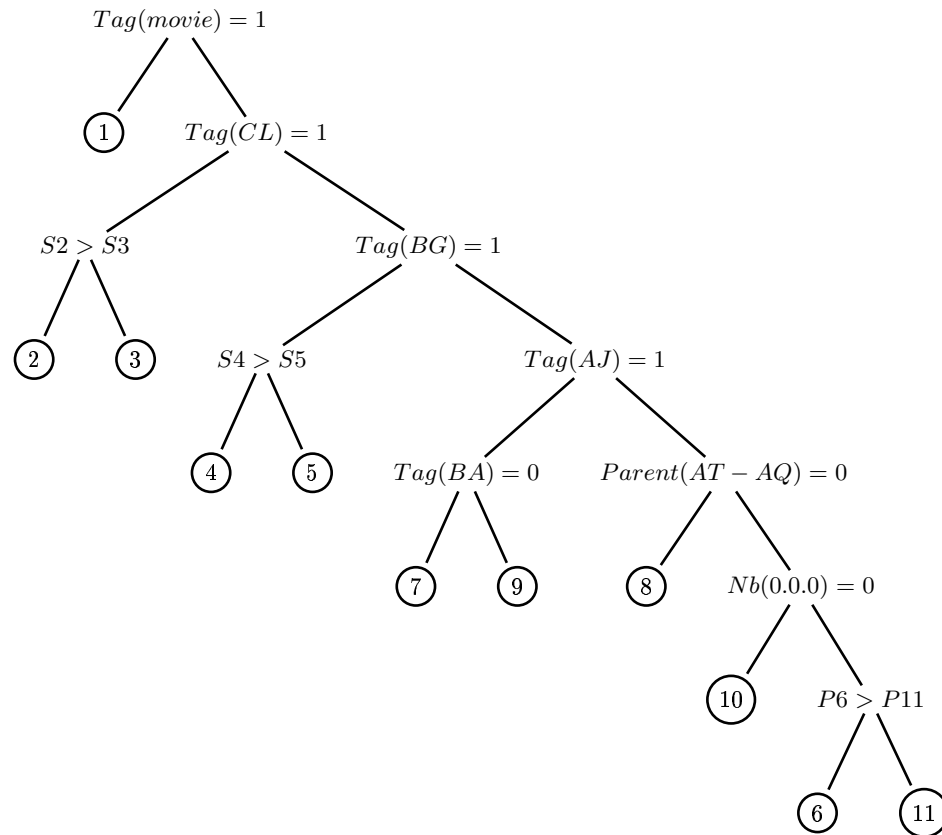 Tag(movie) = 1
1
Tag(CL) = 1
S2 > S3
Tag(BG) = 1
2
3
S4 > S5
Tag(AJ) = 1
4
5
Tag(BA) = 0
Parent(AT − AQ) = 0
7
9
8
Nb(0.0.0) = 0
10
P6 > P11
6
11